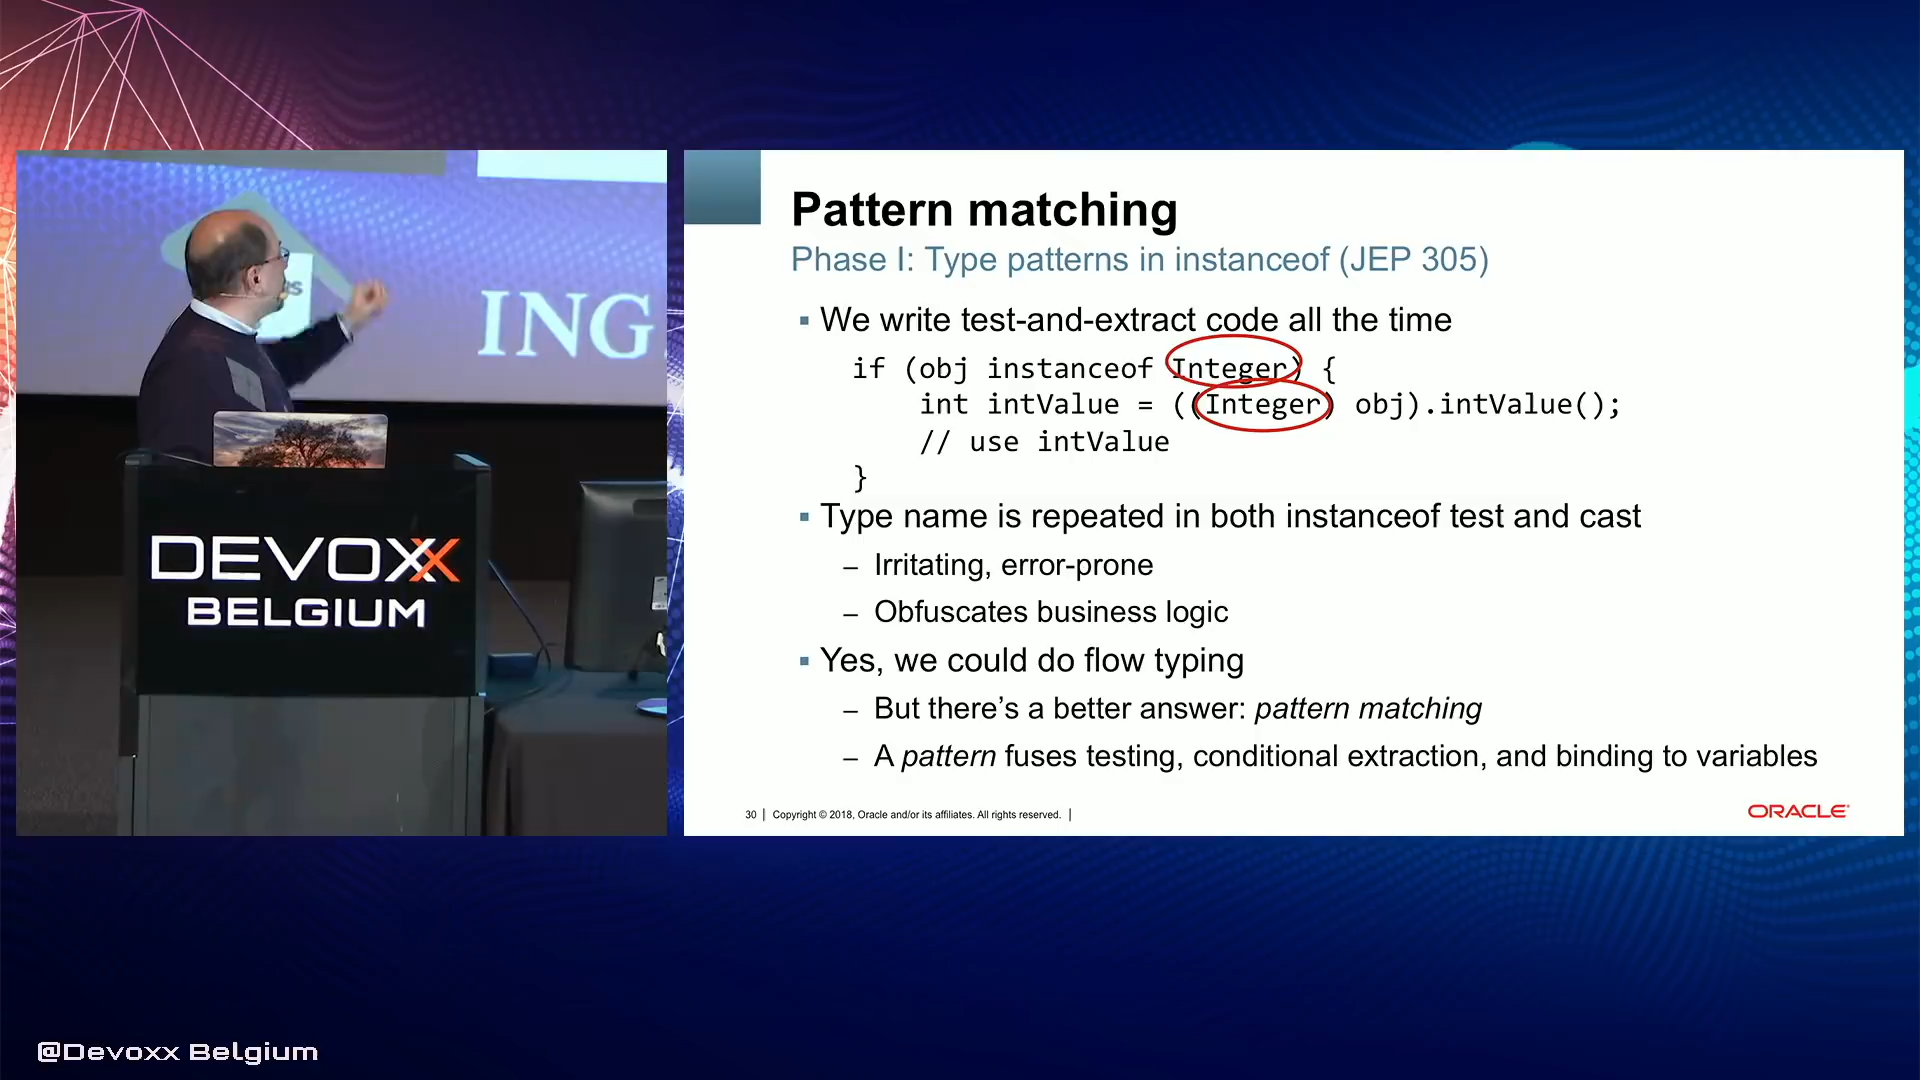 ING
DEVOXX
BELGIUM
Pattern matching
Phase I: Type patterns in instanceof (JEP 305)
▪ We write test-and-extract code all the time
if (obj instanceof Integer) {
int intValue = ((Integer) obj).intValue();
// use intValue
}
▪ Type name is repeated in both instanceof test and cast
– Irritating, error-prone
– Obfuscates business logic
▪ Yes, we could do flow typing
– But there’s a better answer: pattern matching
– A pattern fuses testing, conditional extraction, and binding to variables
30 | Copyright © 2018, Oracle and/or its affiliates. All rights reserved. |
ORACLE
@Devoxx Belgium